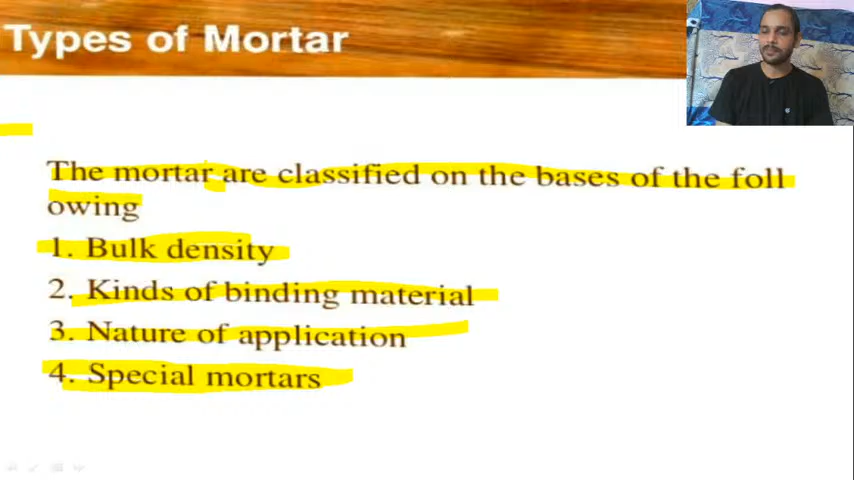 Types of Mortar
The mortar are classified on the bases of the foll
owing
1. Bulk density
2. Kinds of binding material
3. Nature of application
4. Special mortars